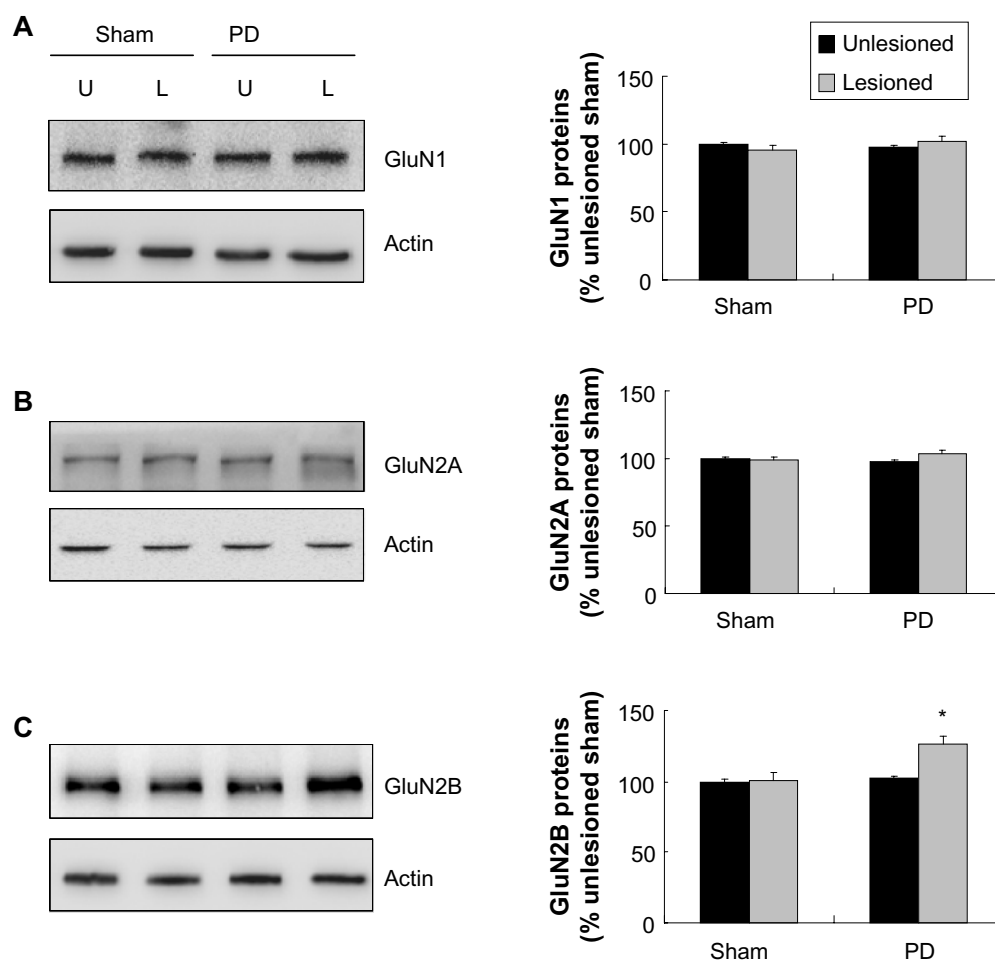 A
Sham PD
U L U L
GluN1
Actin
Unlesioned
Lesioned
GluN1 proteins
(% unlesioned sham)
150
100
50
0
Sham PD
B
GluN2A
Actin
GluN2A proteins
(% unlesioned sham)
150
100
50
0
Sham PD
C
GluN2B
Actin
GluN2B proteins
(% unlesioned sham)
150
100
50
0
*
Sham PD